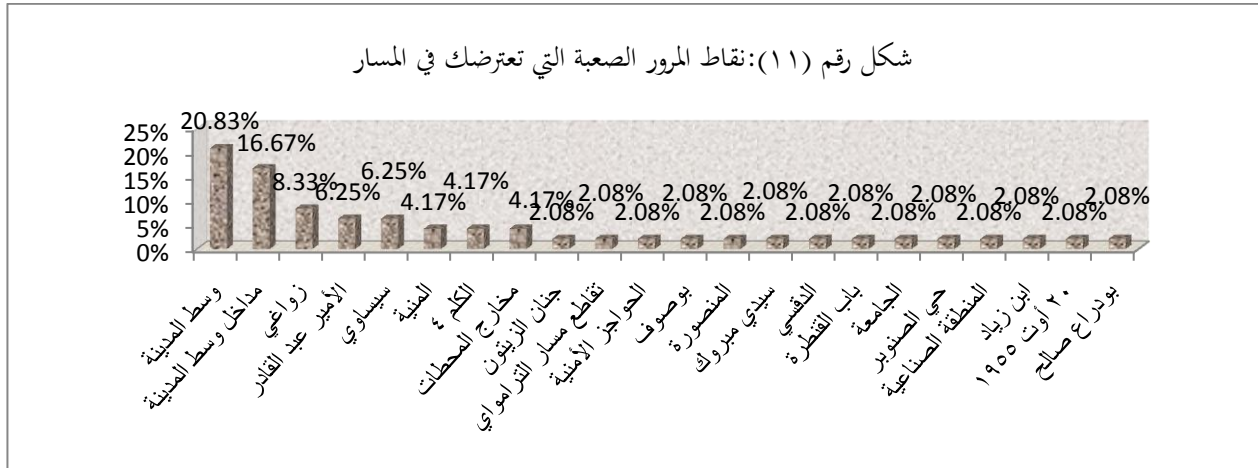 شكل رقم (١١):نقاط المرور الصعبة التي تعترضك في المسار
25%
20%
15%
10%
5%
0%
20.83%
16.67%
8.33%
6.25%
6.25%
4.17%
4.17%
4.17%
2.08%
2.08%
2.08%
2.08%
2.08%
2.08%
2.08%
2.08%
2.08%
2.08%
2.08%
2.08%
2.08%
2.08%
وسط المدينة
مداخل وسط المدينة
زواغي
الأمير عبد القادر
سيساوي
المنية
الكلم ٤
مخارج المحطات
جنان الزيتون
تقاطع مسار الترامواي
الحواجز الأمنية
بوصوف
المنصورة
سيدي مبروك
الدقسي
باب القنطرة
الجامعة
حي الصنوبر
المنطقة الصناعية
ابن زياد
٢٠ أوت ١٩٥٥
بودراع صالح